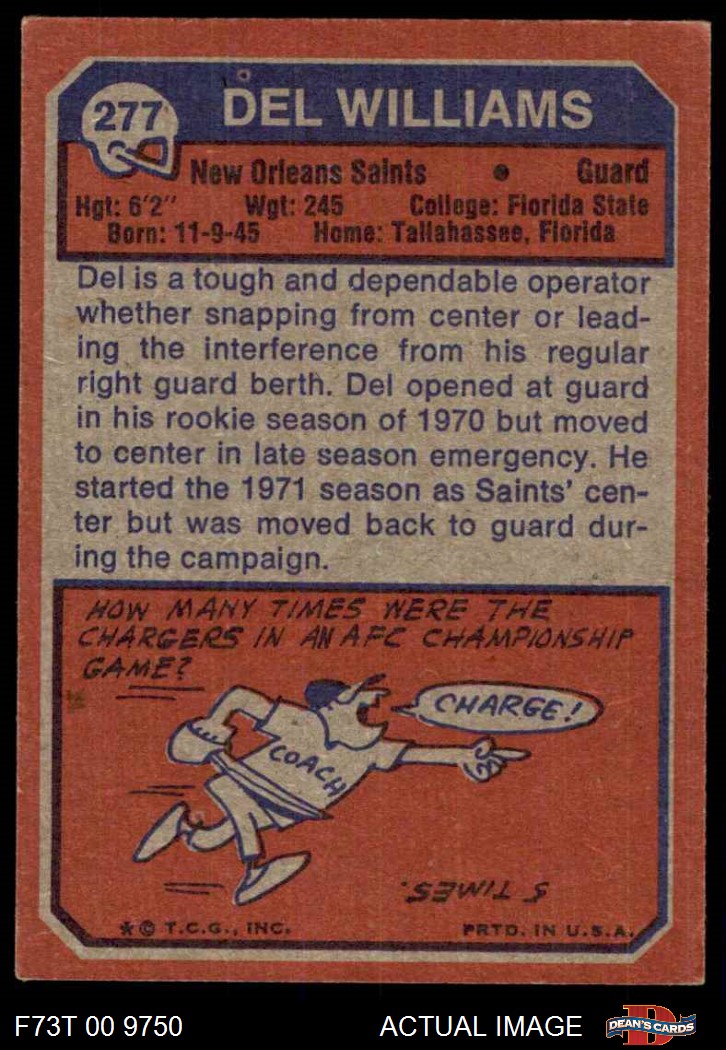 277
DEL WILLIAMS
New Orleans Saints • Guard
Hgt: 6'2" Wgt: 245 College: Florida State
Born: 11-9-45 Home: Tallahassee, Florida
Del is a tough and dependable operator
whether snapping from center or lead-
ing the interference from his regular
right guard berth. Del opened at guard
in his rookie season of 1970 but moved
to center in late season emergency. He
started the 1971 season as Saints' cen-
ter but was moved back to guard dur-
ing the campaign.
HOW MANY TIMES WERE THE
CHARGERS IN AN AFC CHAMPIONSHIP
GAME?
CHARGE!
COACH
5 TIMES.
* © T.C.G., INC. PRTD. IN U.S.A.
F73T 00 9750 ACTUAL IMAGE
D
DEAN'S CARDS